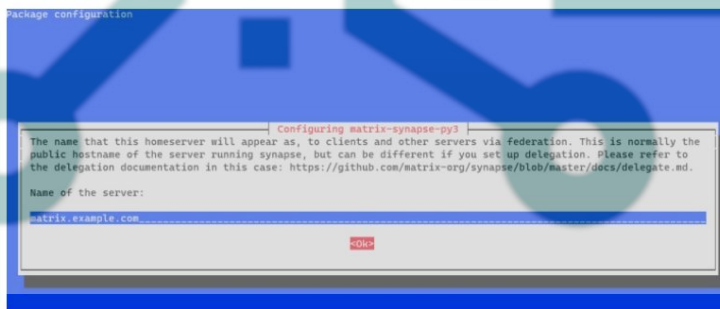 Package configuration
Configuring matrix-synapse-py3
The name that this homeserver will appear as, to clients and other servers via federation. This is normally the
public hostname of the server running synapse, but can be different if you set up delegation. Please refer to
the delegation documentation in this case: https://github.com/matrix-org/synapse/blob/master/docs/delegate.md.
Name of the server:
matrix.example.com
<Ok>